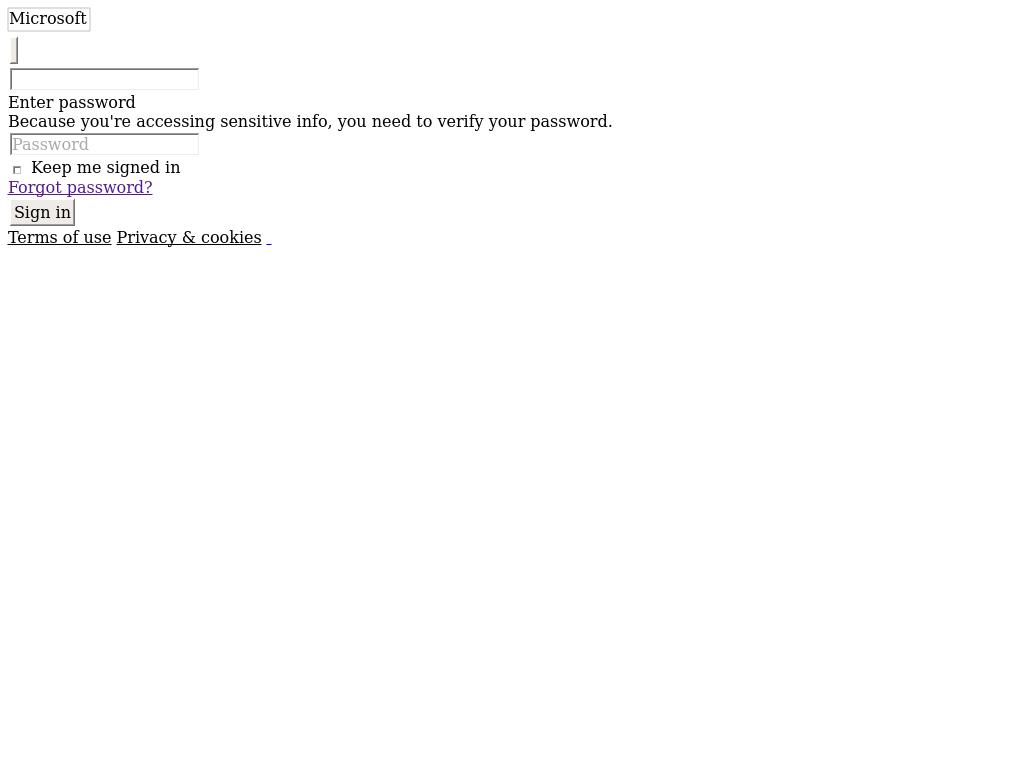 Microsoft
Enter password
Because you're accessing sensitive info, you need to verify your password.
Password
Keep me signed in
Forgot password?
Sign in
Terms of use Privacy & cookies